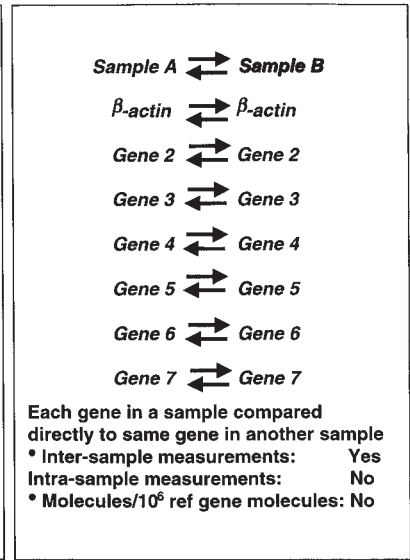 Sample A ⇄ Sample B
β-actin ⇄ β-actin
Gene 2 ⇄ Gene 2
Gene 3 ⇄ Gene 3
Gene 4 ⇄ Gene 4
Gene 5 ⇄ Gene 5
Gene 6 ⇄ Gene 6
Gene 7 ⇄ Gene 7
Each gene in a sample compared
directly to same gene in another sample
• Inter-sample measurements: Yes
Intra-sample measurements: No
• Molecules/10⁶ ref gene molecules: No